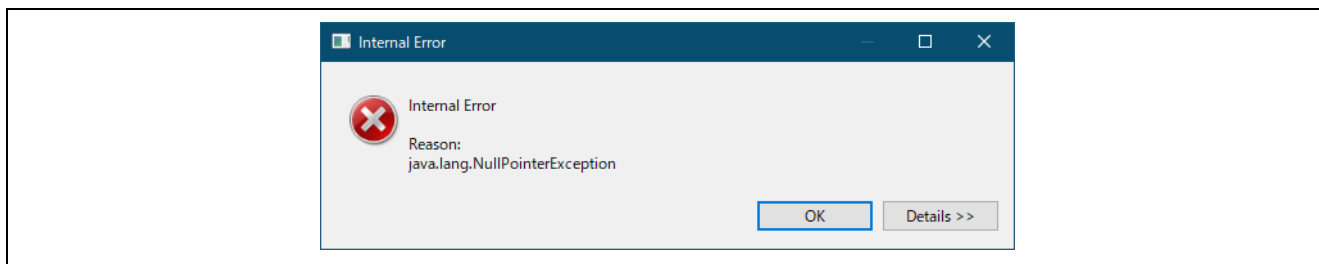 Internal Error
Internal Error
Reason:
java.lang.NullPointerException
OK
Details >>